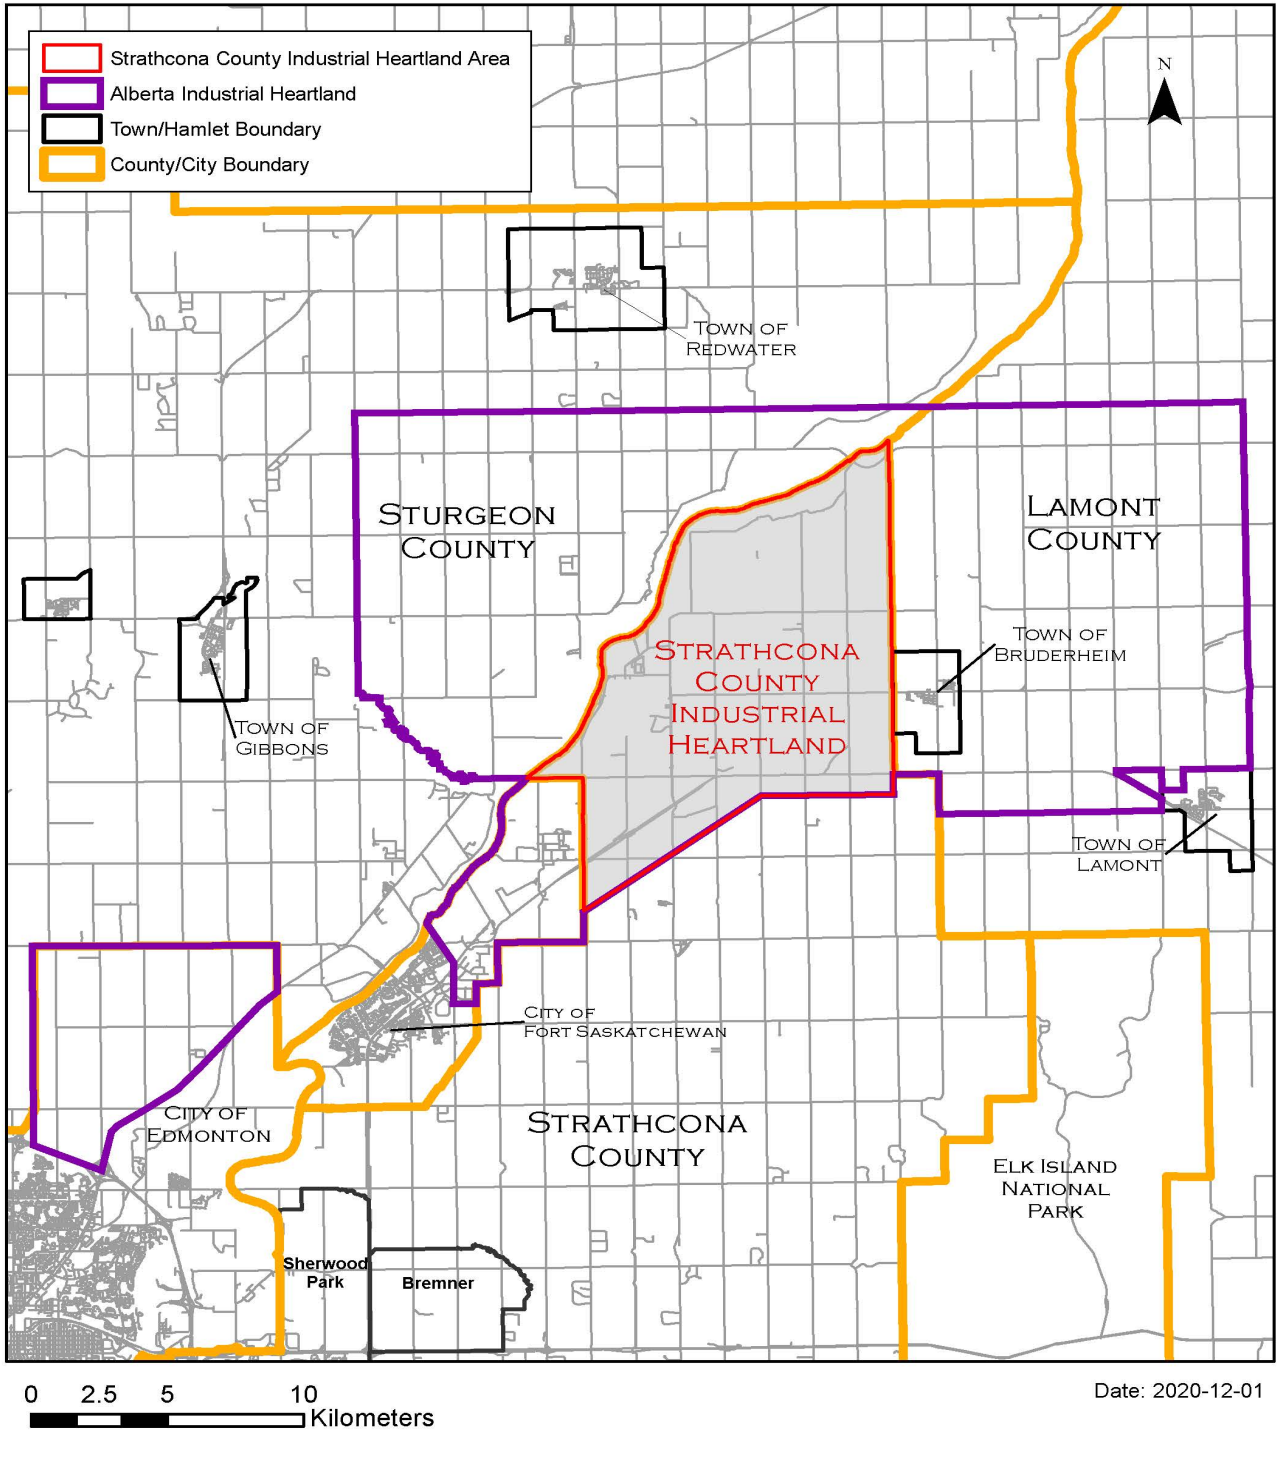 Strathcona County Industrial Heartland Area
Alberta Industrial Heartland
Town/Hamlet Boundary
County/City Boundary
N
TOWN OF
REDWATER
STURGEON
COUNTY
LAMONT
COUNTY
STRATHCONA
COUNTY
INDUSTRIAL
HEARTLAND
TOWN OF
BRUDERHEIM
TOWN OF
GIBBONS
TOWN OF
LAMONT
CITY OF
FORT SASKATCHEWAN
CITY OF
EDMONTON
STRATHCONA
COUNTY
ELK ISLAND
NATIONAL
PARK
Sherwood
Park
Bremner
0 2.5 5 10
Kilometers
Date: 2020-12-01